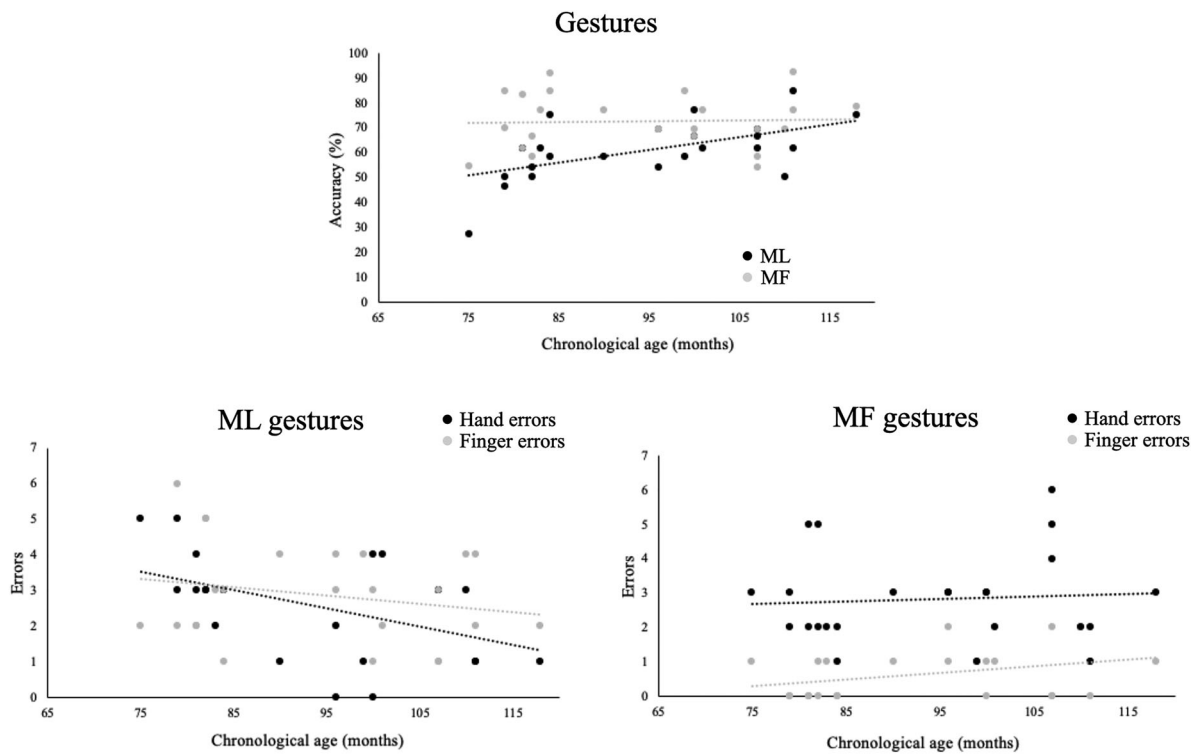 Gestures
100
90
80
70
60
50
40
30
20
10
0
Accuracy (%)
ML
MF
65 75 85 95 105 115
Chronological age (months)
ML gestures
Hand errors
Finger errors
7
6
5
4
3
2
1
0
Errors
65 75 85 95 105 115
Chronological age (months)
MF gestures
Hand errors
Finger errors
7
6
5
4
3
2
1
0
Errors
65 75 85 95 105 115
Chronological age (months)